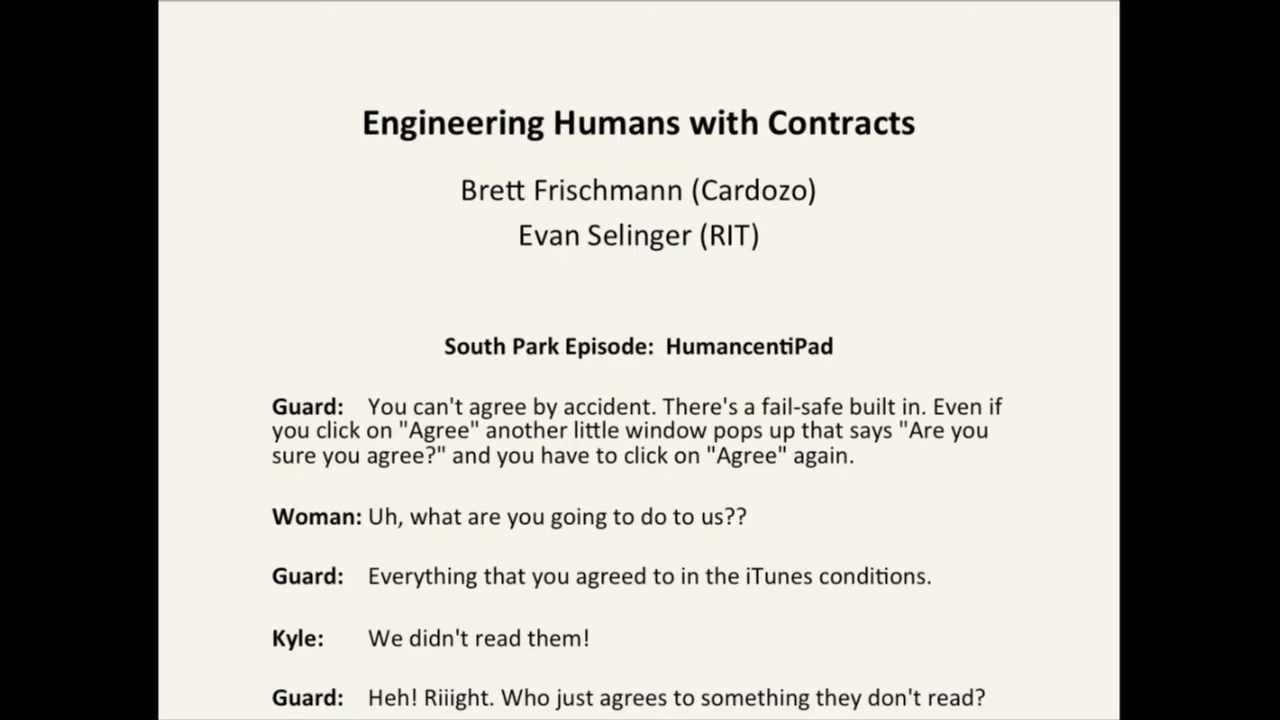 Engineering Humans with Contracts
Brett Frischmann (Cardozo)
Evan Selinger (RIT)
South Park Episode: HumancentiPad
Guard: You can't agree by accident. There's a fail-safe built in. Even if
you click on "Agree" another little window pops up that says "Are you
sure you agree?" and you have to click on "Agree" again.
Woman: Uh, what are you going to do to us??
Guard: Everything that you agreed to in the iTunes conditions.
Kyle: We didn't read them!
Guard: Heh! Riiight. Who just agrees to something they don't read?